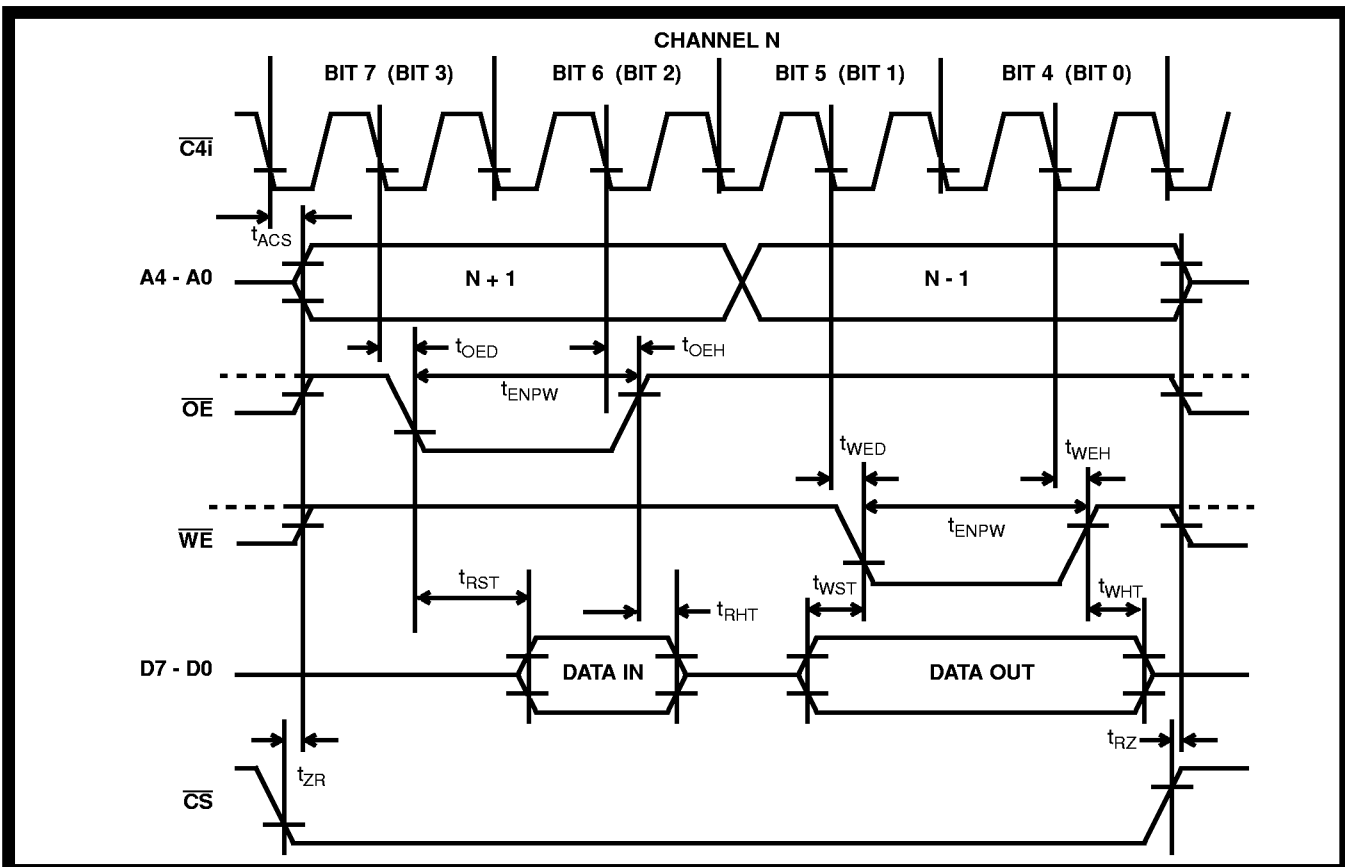 CHANNEL N
BIT 7 (BIT 3) BIT 6 (BIT 2) BIT 5 (BIT 1) BIT 4 (BIT 0)
C4i
tACS
A4 - A0 N + 1 N - 1
tOED tOEH
tENPW
OE
tWED tWEH
tENPW
WE
tRST tWST tWHT
tRHT
D7 - D0 DATA IN DATA OUT
tRZ
tZR
CS